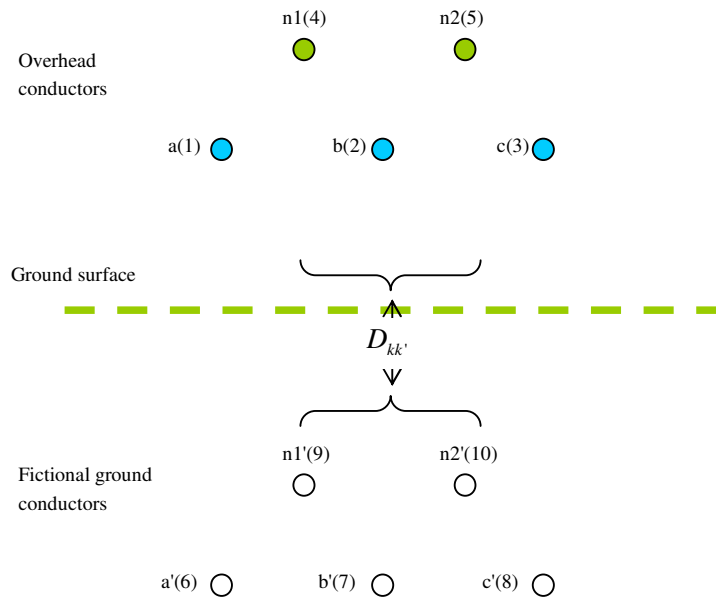 n1(4) n2(5)
Overhead
conductors
a(1) b(2) c(3)
Ground surface
Dkk'
n1'(9) n2'(10)
Fictional ground
conductors
a'(6) b'(7) c'(8)